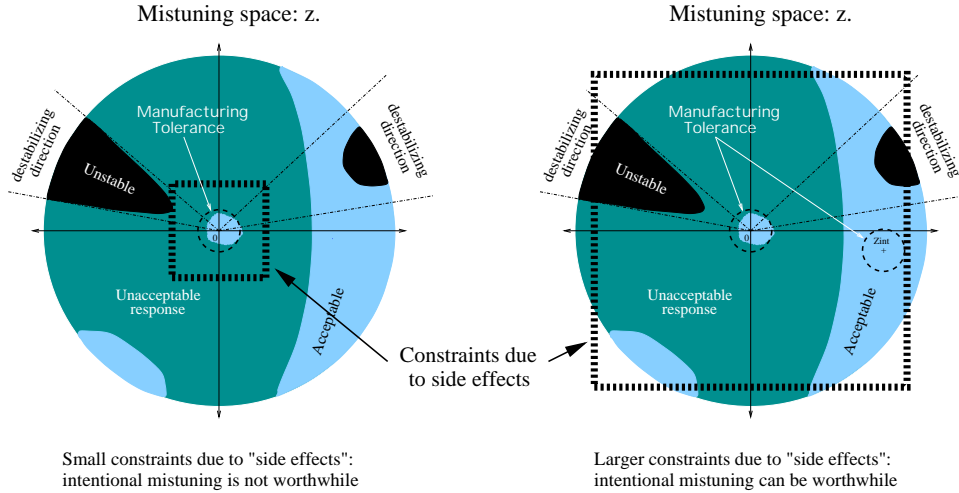 Mistuning space: z.
Manufacturing
Tolerance
destabilizing
direction
destabilizing
direction
Unstable
0
Unacceptable
response
Acceptable
Small constraints due to "side effects":
intentional mistuning is not worthwhile
Constraints due
to side effects
Mistuning space: z.
Manufacturing
Tolerance
destabilizing
direction
destabilizing
direction
Unstable
0
Zint
+
Unacceptable
response
Acceptable
Larger constraints due to "side effects":
intentional mistuning can be worthwhile